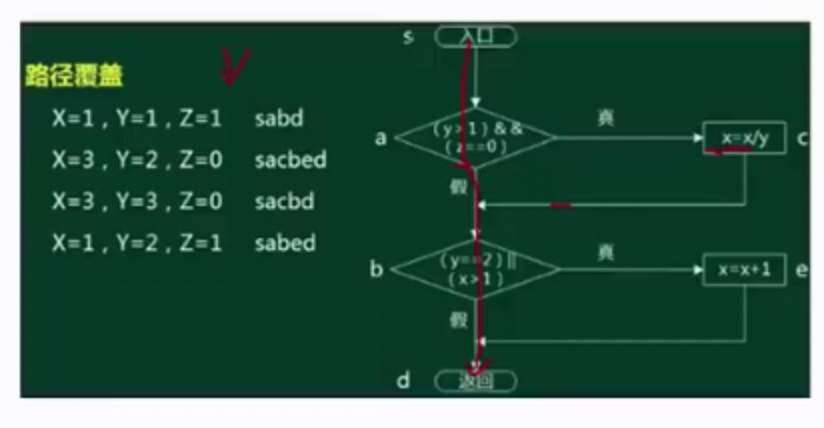 路径覆盖
X=1，Y=1，Z=1 sabd
X=3，Y=2，Z=0 sacbed
X=3，Y=3，Z=0 sacbd
X=1，Y=2，Z=1 sabed
s
入口
a
(y>1)&&
(z==0)
真
x=x/y
c
假
b
(y==2)||
(x>1)
真
x=x+1
e
假
d
返回